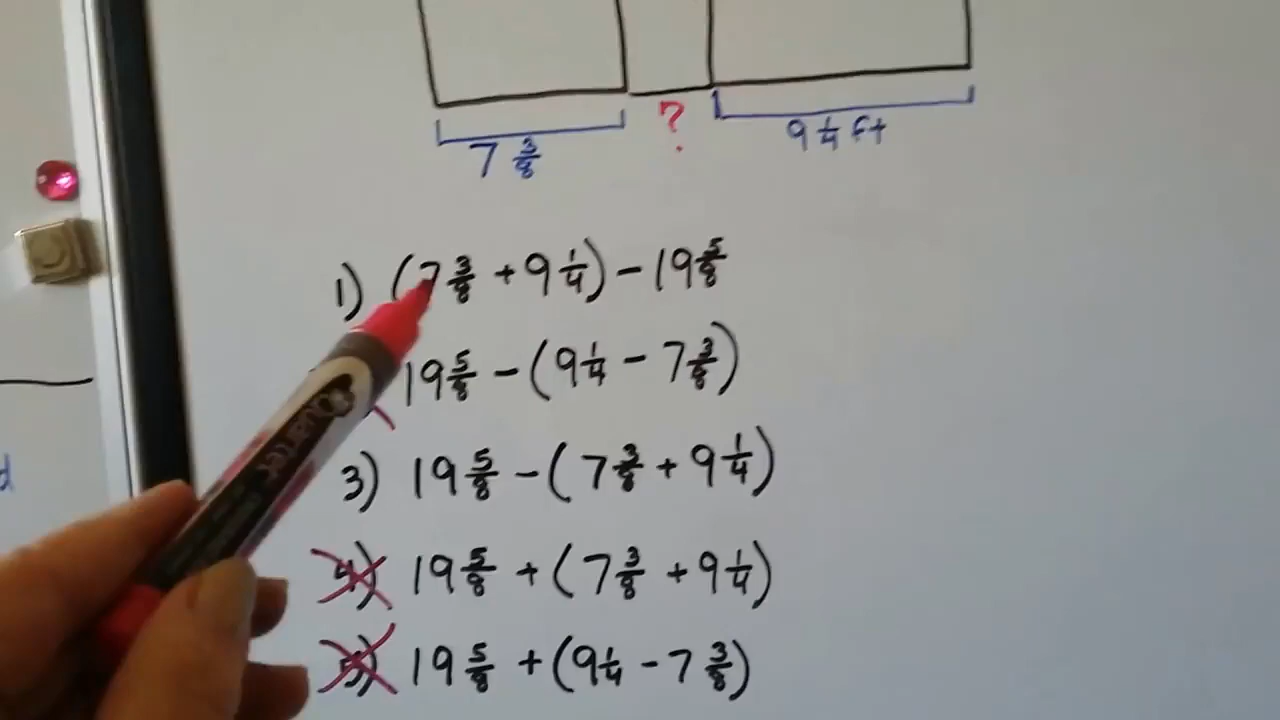 ?
7 3/8
9 1/4 ft
1) (7 3/8 + 9 1/4) - 19 5/8
19 5/8 - (9 1/4 - 7 3/8)
3) 19 5/8 - (7 3/8 + 9 1/4)
4) 19 5/8 + (7 3/8 + 9 1/4)
5) 19 5/8 + (9 1/4 - 7 3/8)
Quartet
d